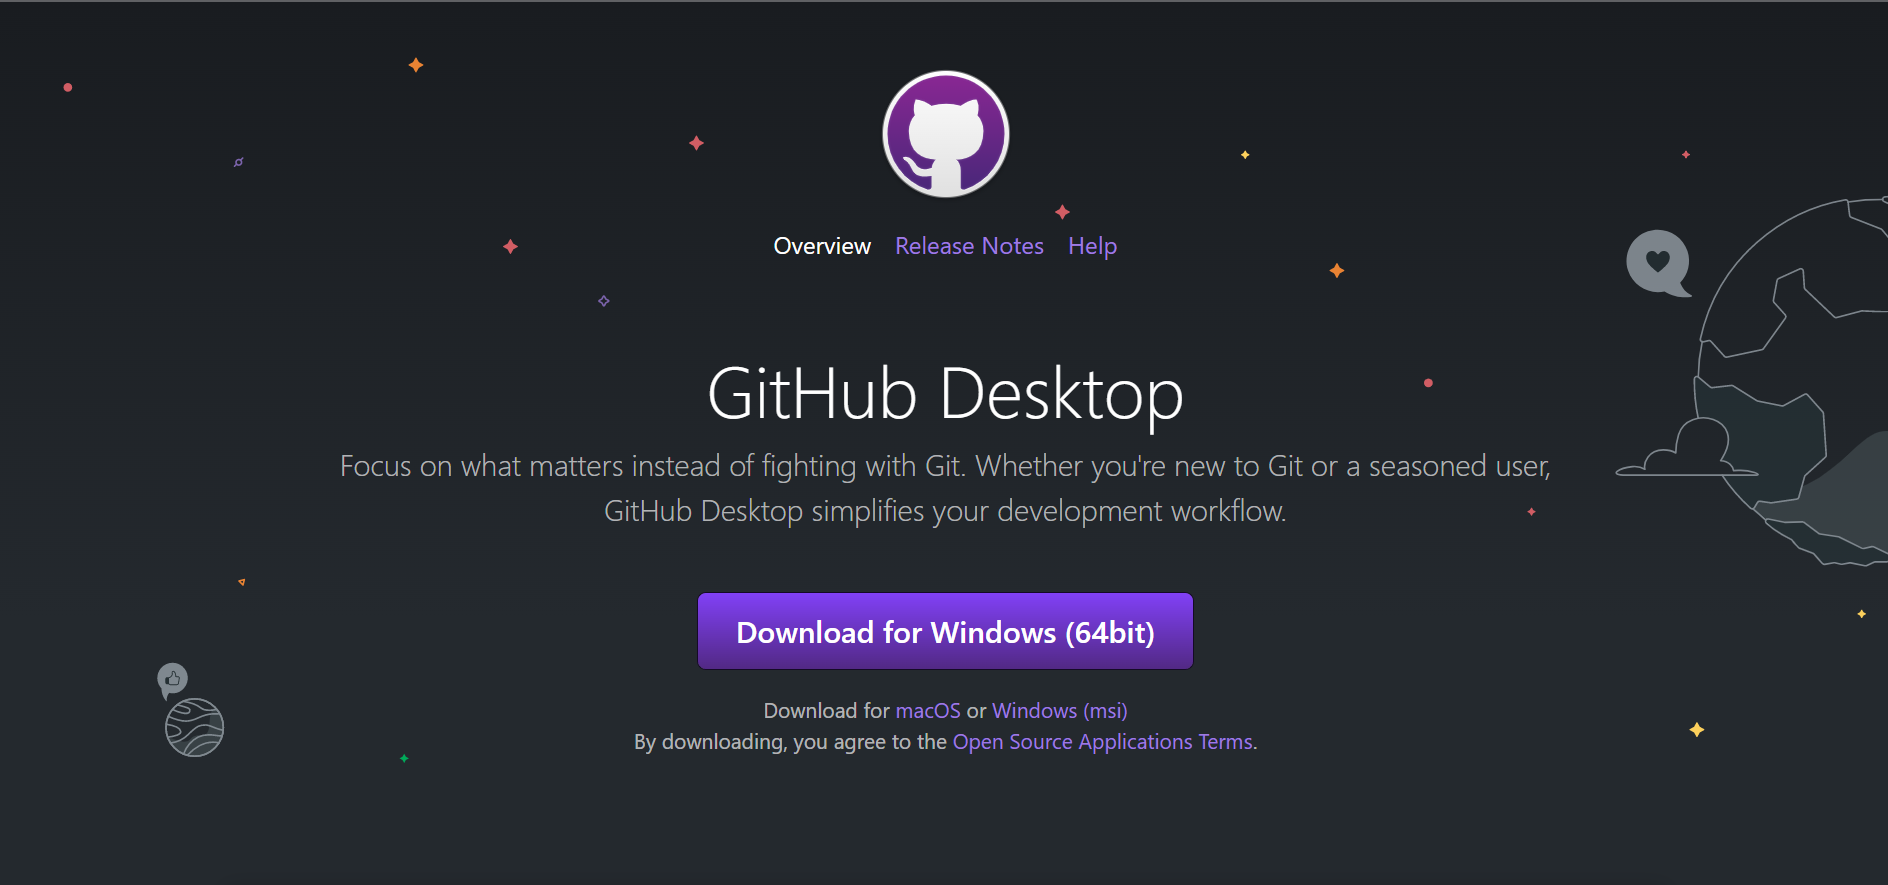 Overview Release Notes Help
GitHub Desktop
Focus on what matters instead of fighting with Git. Whether you're new to Git or a seasoned user,
GitHub Desktop simplifies your development workflow.
Download for Windows (64bit)
Download for macOS or Windows (msi)
By downloading, you agree to the Open Source Applications Terms.